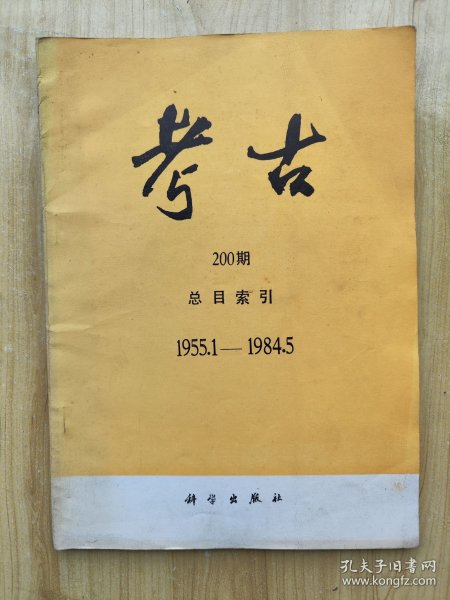 考古
200期
总目索引
1955.1—1984.5
科学出版社
孔夫子旧书网
www.kongfz.com